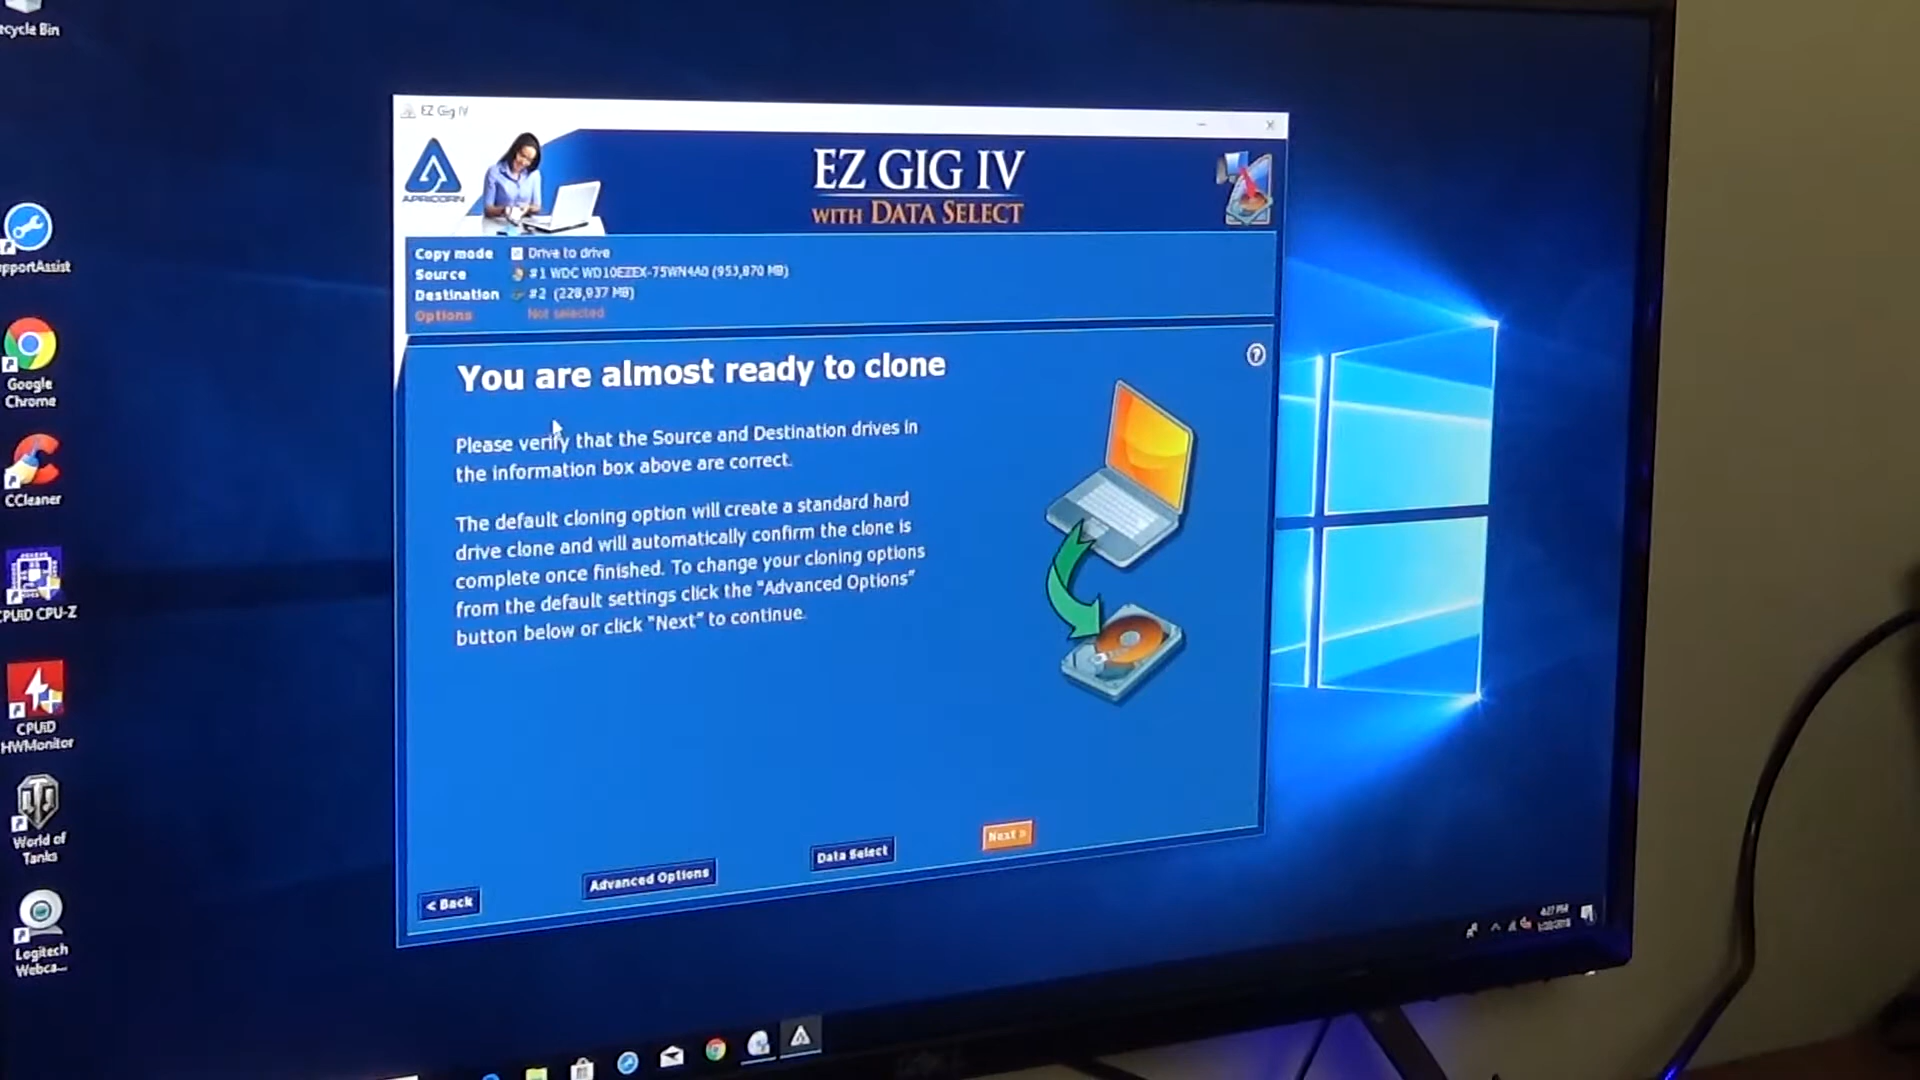 ecycle Bin
EZ Gig IV
APRICORN
EZ GIG IV
WITH DATA SELECT
Copy mode Drive to drive
Source #1 WDC WD10EZEX-75WN4A0 (953,870 MB)
Destination #2 (228,937 MB)
Options Not selected
You are almost ready to clone
Please verify that the Source and Destination drives in
the information box above are correct.
The default cloning option will create a standard hard
drive clone and will automatically confirm the clone is
complete once finished. To change your cloning options
from the default settings click the "Advanced Options"
button below or click "Next" to continue.
< Back
Advanced Options
Data Select
Next »
pportAssist
Google
Chrome
CCleaner
CPUID CPU-Z
CPUID
HWMonitor
World of
Tanks
Logitech
Webca...
4:27 PM